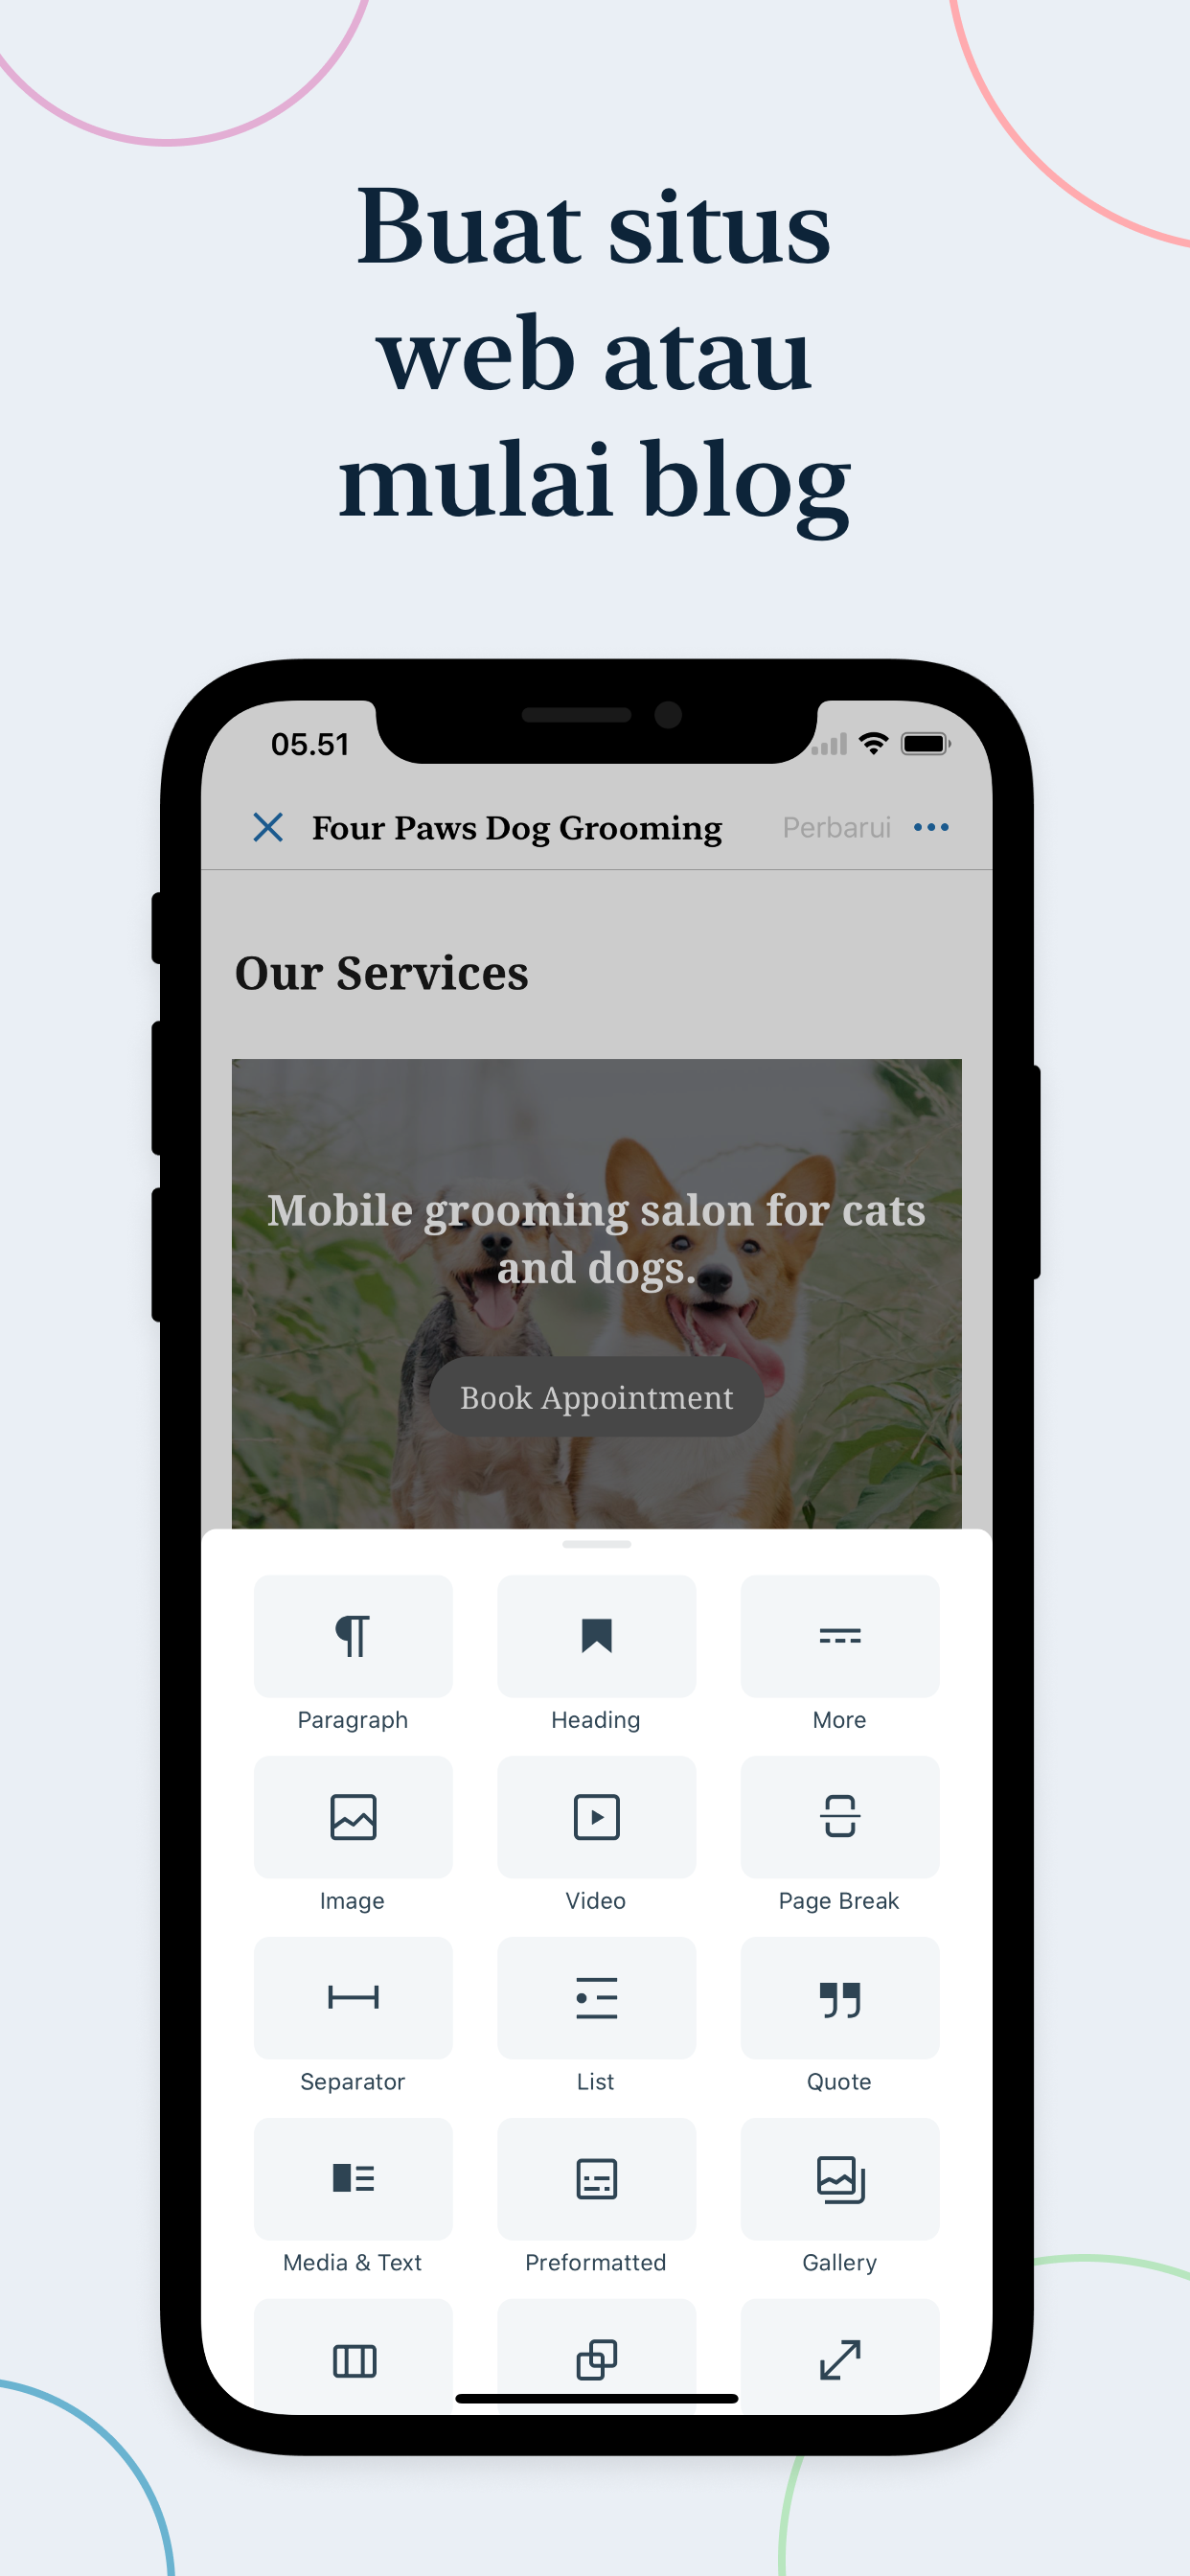 Buat situs
web atau
mulai blog
05.51
Four Paws Dog Grooming
Perbarui
Our Services
Mobile grooming salon for cats
and dogs.
Book Appointment
Paragraph
Heading
More
Image
Video
Page Break
Separator
List
Quote
Media & Text
Preformatted
Gallery